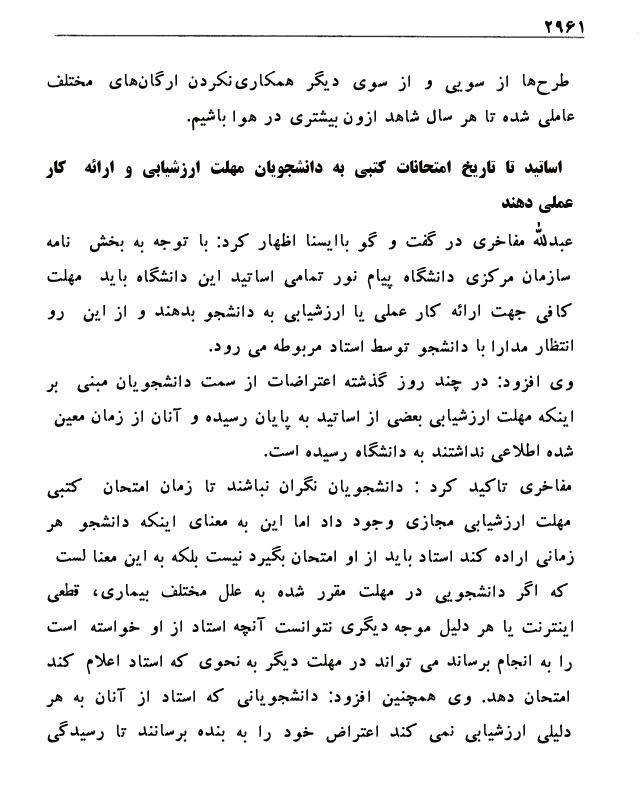 ۲۹۶۱
طرح‌ها از سویی و از سوی دیگر همکاری‌نکردن ارگان‌های مختلف
عاملی شده تا هر سال شاهد ازون بیشتری در هوا باشیم.
اساتید تا تاریخ امتحانات کتبی به دانشجویان مهلت ارزشیابی و ارائه کار
عملی دهند
عبدالله مفاخری در گفت و گو باایسنا اظهار کرد: با توجه به بخش نامه
سازمان مرکزی دانشگاه پیام نور تمامی اساتید این دانشگاه باید مهلت
کافی جهت ارائه کار عملی یا ارزشیابی به دانشجو بدهند و از این رو
انتظار مدارا با دانشجو توسط استاد مربوطه می رود.
وی افزود: در چند روز گذشته اعتراضات از سمت دانشجویان مبنی بر
اینکه مهلت ارزشیابی بعضی از اساتید به پایان رسیده و آنان از زمان معین
شده اطلاعی نداشتند به دانشگاه رسیده است.
مفاخری تاکید کرد : دانشجویان نگران نباشند تا زمان امتحان کتبی
مهلت ارزشیابی مجازی وجود داد اما این به معنای اینکه دانشجو هر
زمانی اراده کند استاد باید از او امتحان بگیرد نیست بلکه به این معنا لست
که اگر دانشجویی در مهلت مقرر شده به علل مختلف بیماری، قطعی
اینترنت یا هر دلیل موجه دیگری نتوانست آنچه استاد از او خواسته است
را به انجام برساند می تواند در مهلت دیگر به نحوی که استاد اعلام کند
امتحان دهد. وی همچنین افزود: دانشجویانی که استاد از آنان به هر
دلیلی ارزشیابی نمی کند اعتراض خود را به بنده برسانند تا رسیدگی